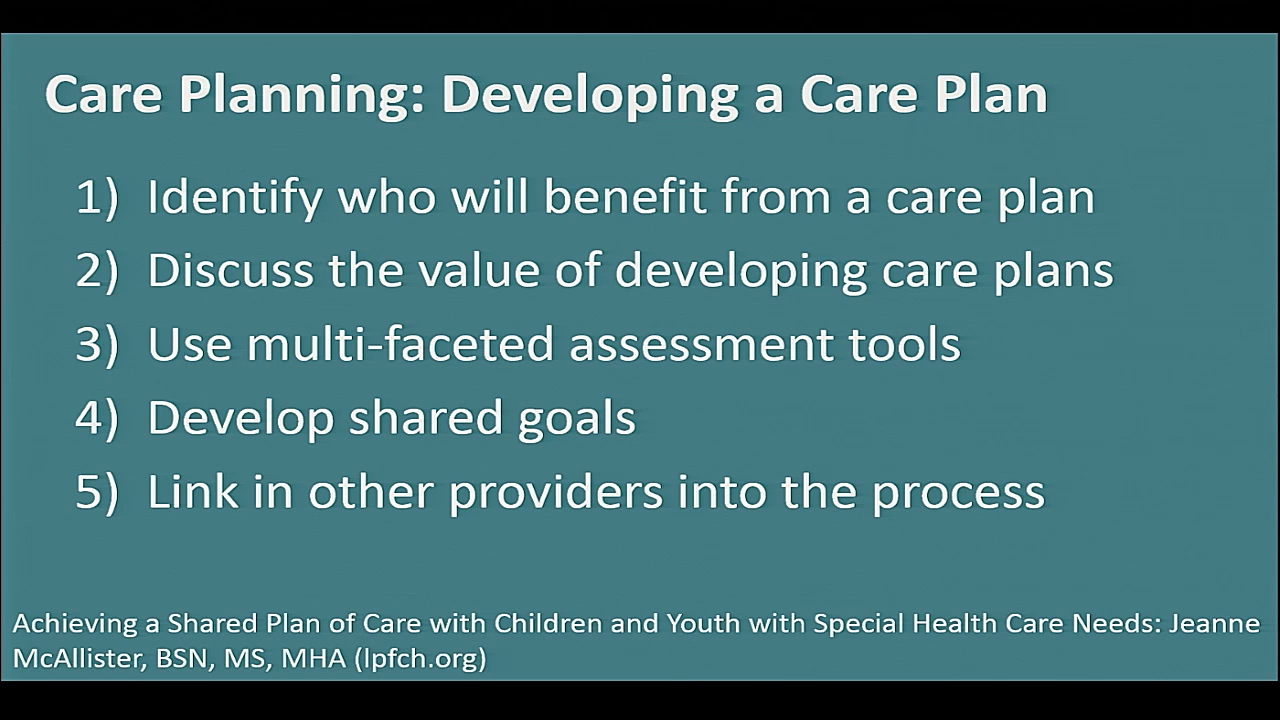 Care Planning: Developing a Care Plan
1) Identify who will benefit from a care plan
2) Discuss the value of developing care plans
3) Use multi-faceted assessment tools
4) Develop shared goals
5) Link in other providers into the process
Achieving a Shared Plan of Care with Children and Youth with Special Health Care Needs: Jeanne
McAllister, BSN, MS, MHA (lpfch.org)